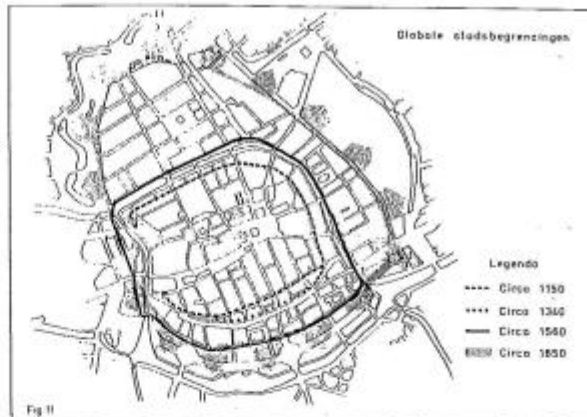 Globale stadsbegrenzingen
Legenda
Circa 1150
Circa 1340
Circa 1560
Circa 1850
Fig 11